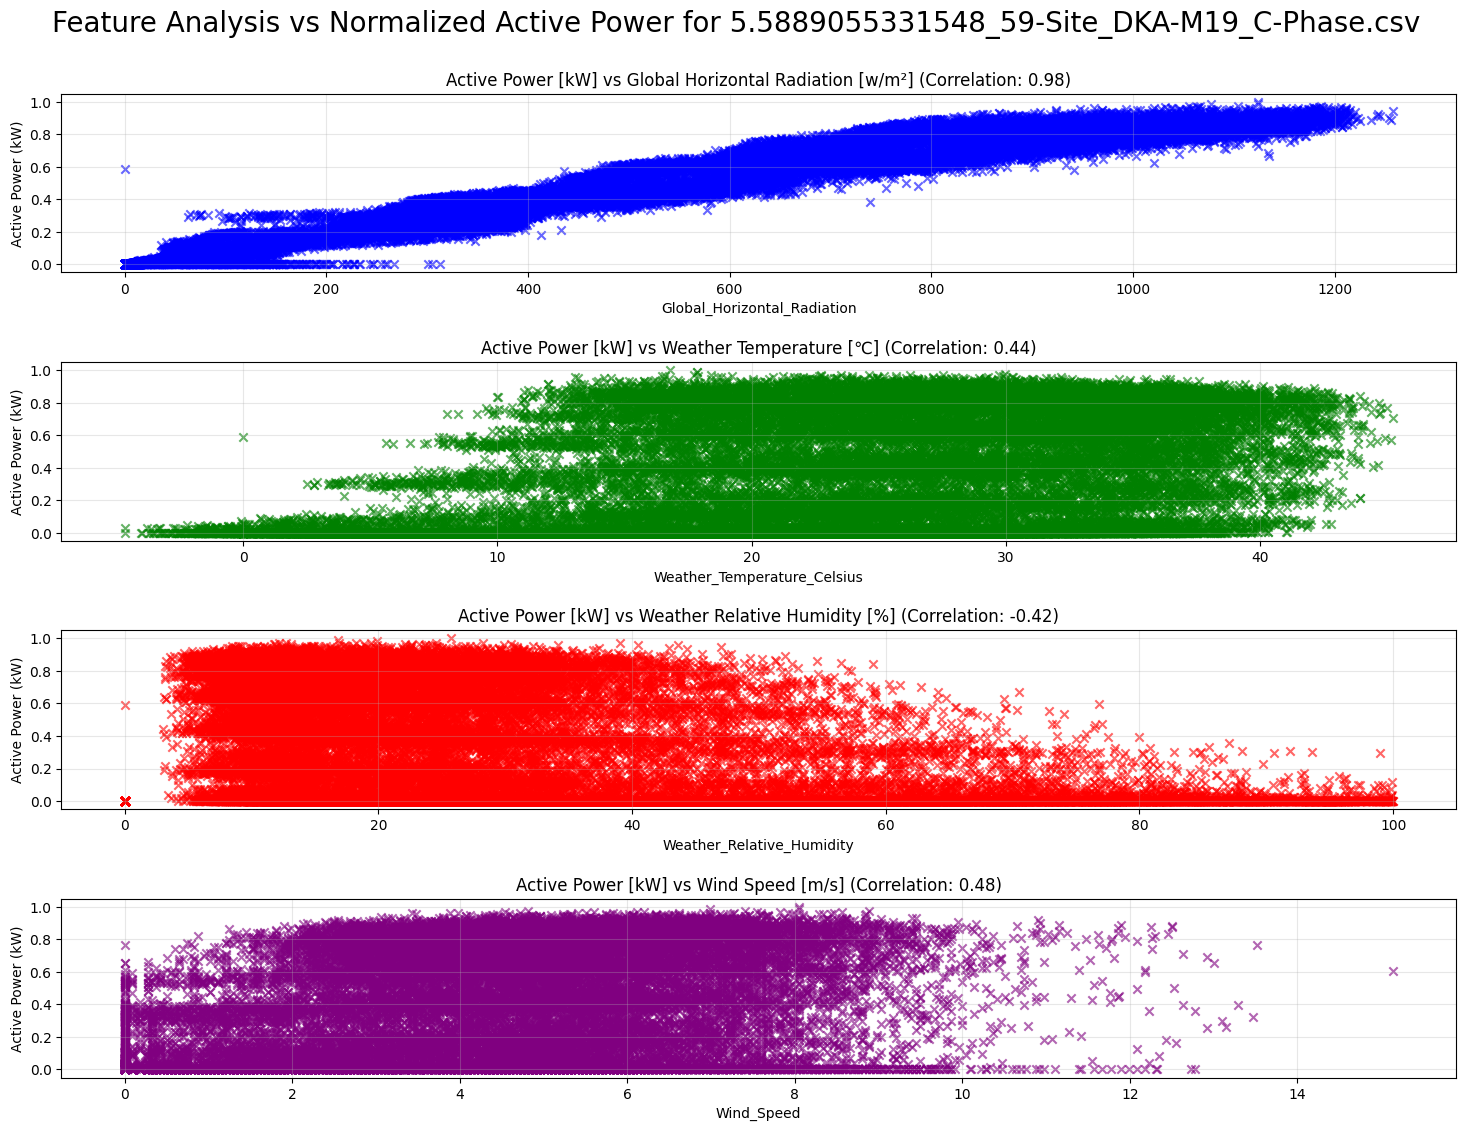 Feature Analysis vs Normalized Active Power for 5.5889055331548_59-Site_DKA-M19_C-Phase.csv
Active Power [kW] vs Global Horizontal Radiation [w/m²] (Correlation: 0.98)
Active Power (kW)
1.0
0.8
0.6
0.4
0.2
0.0
0 200 400 600 800 1000 1200
Global_Horizontal_Radiation
Active Power [kW] vs Weather Temperature [℃] (Correlation: 0.44)
Active Power (kW)
1.0
0.8
0.6
0.4
0.2
0.0
0 10 20 30 40
Weather_Temperature_Celsius
Active Power [kW] vs Weather Relative Humidity [%] (Correlation: -0.42)
Active Power (kW)
1.0
0.8
0.6
0.4
0.2
0.0
0 20 40 60 80 100
Weather_Relative_Humidity
Active Power [kW] vs Wind Speed [m/s] (Correlation: 0.48)
Active Power (kW)
1.0
0.8
0.6
0.4
0.2
0.0
0 2 4 6 8 10 12 14
Wind_Speed